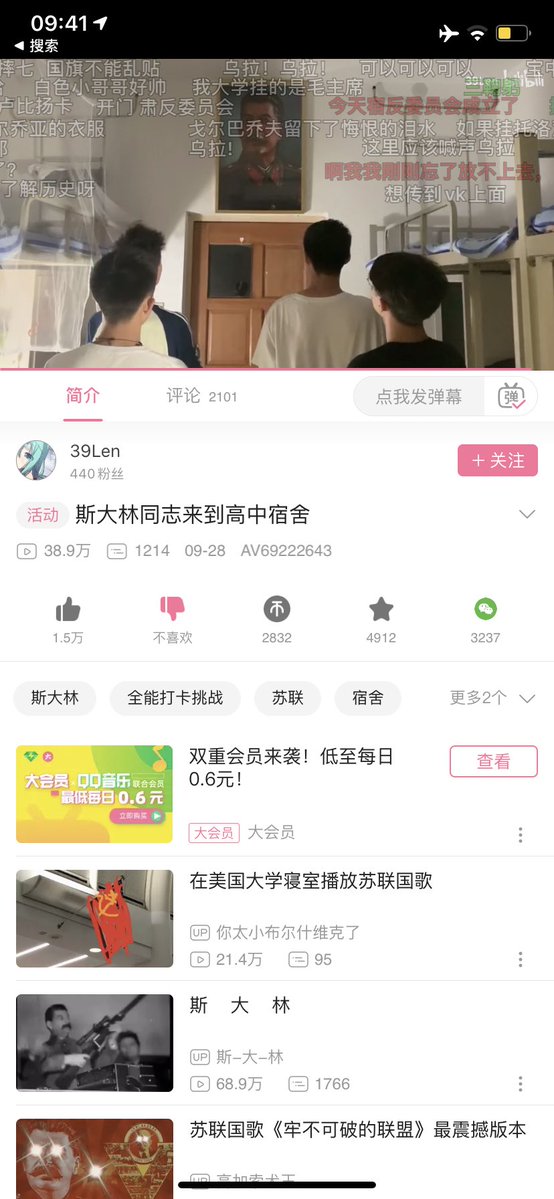 09:41
搜索
摔七 国旗不能乱贴 乌拉！乌拉！ 可以可以可以 宝中
白色小哥哥好帅 我大学挂的是毛主席
卢比扬卡 开门 肃反委员会 今天肃反委员会成立了
尔乔亚的衣服 戈尔巴乔夫留下了悔恨的泪水 如果挂托洛
乌拉！ 这里应该喊声乌拉
？ 啊我我刚刚忘了放不上去，
了解历史呀 想传到vk上面
简介 评论 2101 点我发弹幕 弹
39Len
440粉丝
＋ 关注
活动 斯大林同志来到高中宿舍
38.9万 1214 09-28 AV69222643
1.5万 不喜欢 2832 4912 3237
斯大林 全能打卡挑战 苏联 宿舍 更多2个
大会员 × QQ音乐 联合会员
最低每日0.6元
立即购买
双重会员来袭！低至每日
0.6元！
查看
大会员 大会员
在美国大学寝室播放苏联国歌
UP 你太小布尔什维克了
21.4万 95
斯 大 林
UP 斯-大-林
68.9万 1766
苏联国歌《牢不可破的联盟》最震撼版本
UP 高加索犬王